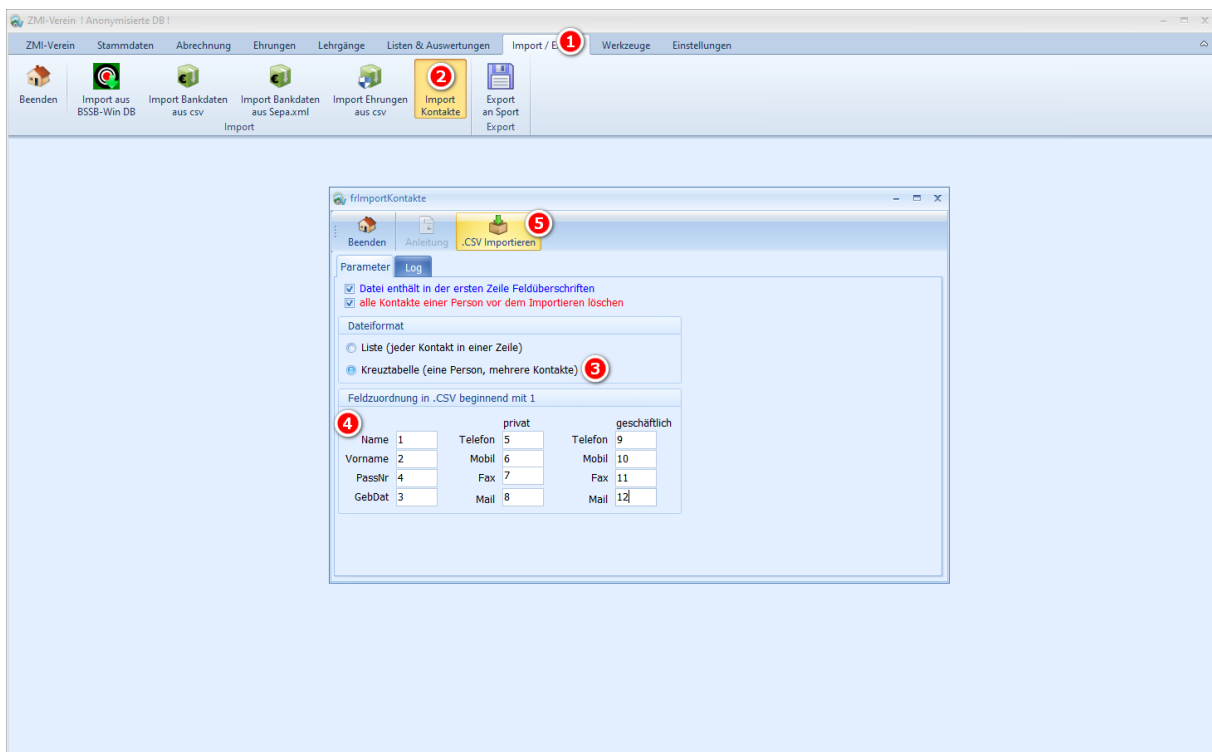 ZMI-Verein ! Anonymisierte DB !
ZMI-Verein Stammdaten Abrechnung Ehrungen Lehrgänge Listen & Auswertungen Import / E 1 Werkzeuge Einstellungen
2
Beenden Import aus Import Bankdaten Import Bankdaten Import Ehrungen Import Export
BSSB-Win DB aus csv aus Sepa.xml aus csv Kontakte an Sport
Import Export
frImportKontakte
5
Beenden Anleitung .CSV Importieren
Parameter Log
Datei enthält in der ersten Zeile Feldüberschriften
alle Kontakte einer Person vor dem Importieren löschen
Dateiformat
Liste (jeder Kontakt in einer Zeile)
Kreuztabelle (eine Person, mehrere Kontakte) 3
Feldzuordnung in .CSV beginnend mit 1
4 privat geschäftlich
Name 1 Telefon 5 Telefon 9
Vorname 2 Mobil 6 Mobil 10
PassNr 4 Fax 7 Fax 11
GebDat 3 Mail 8 Mail 12